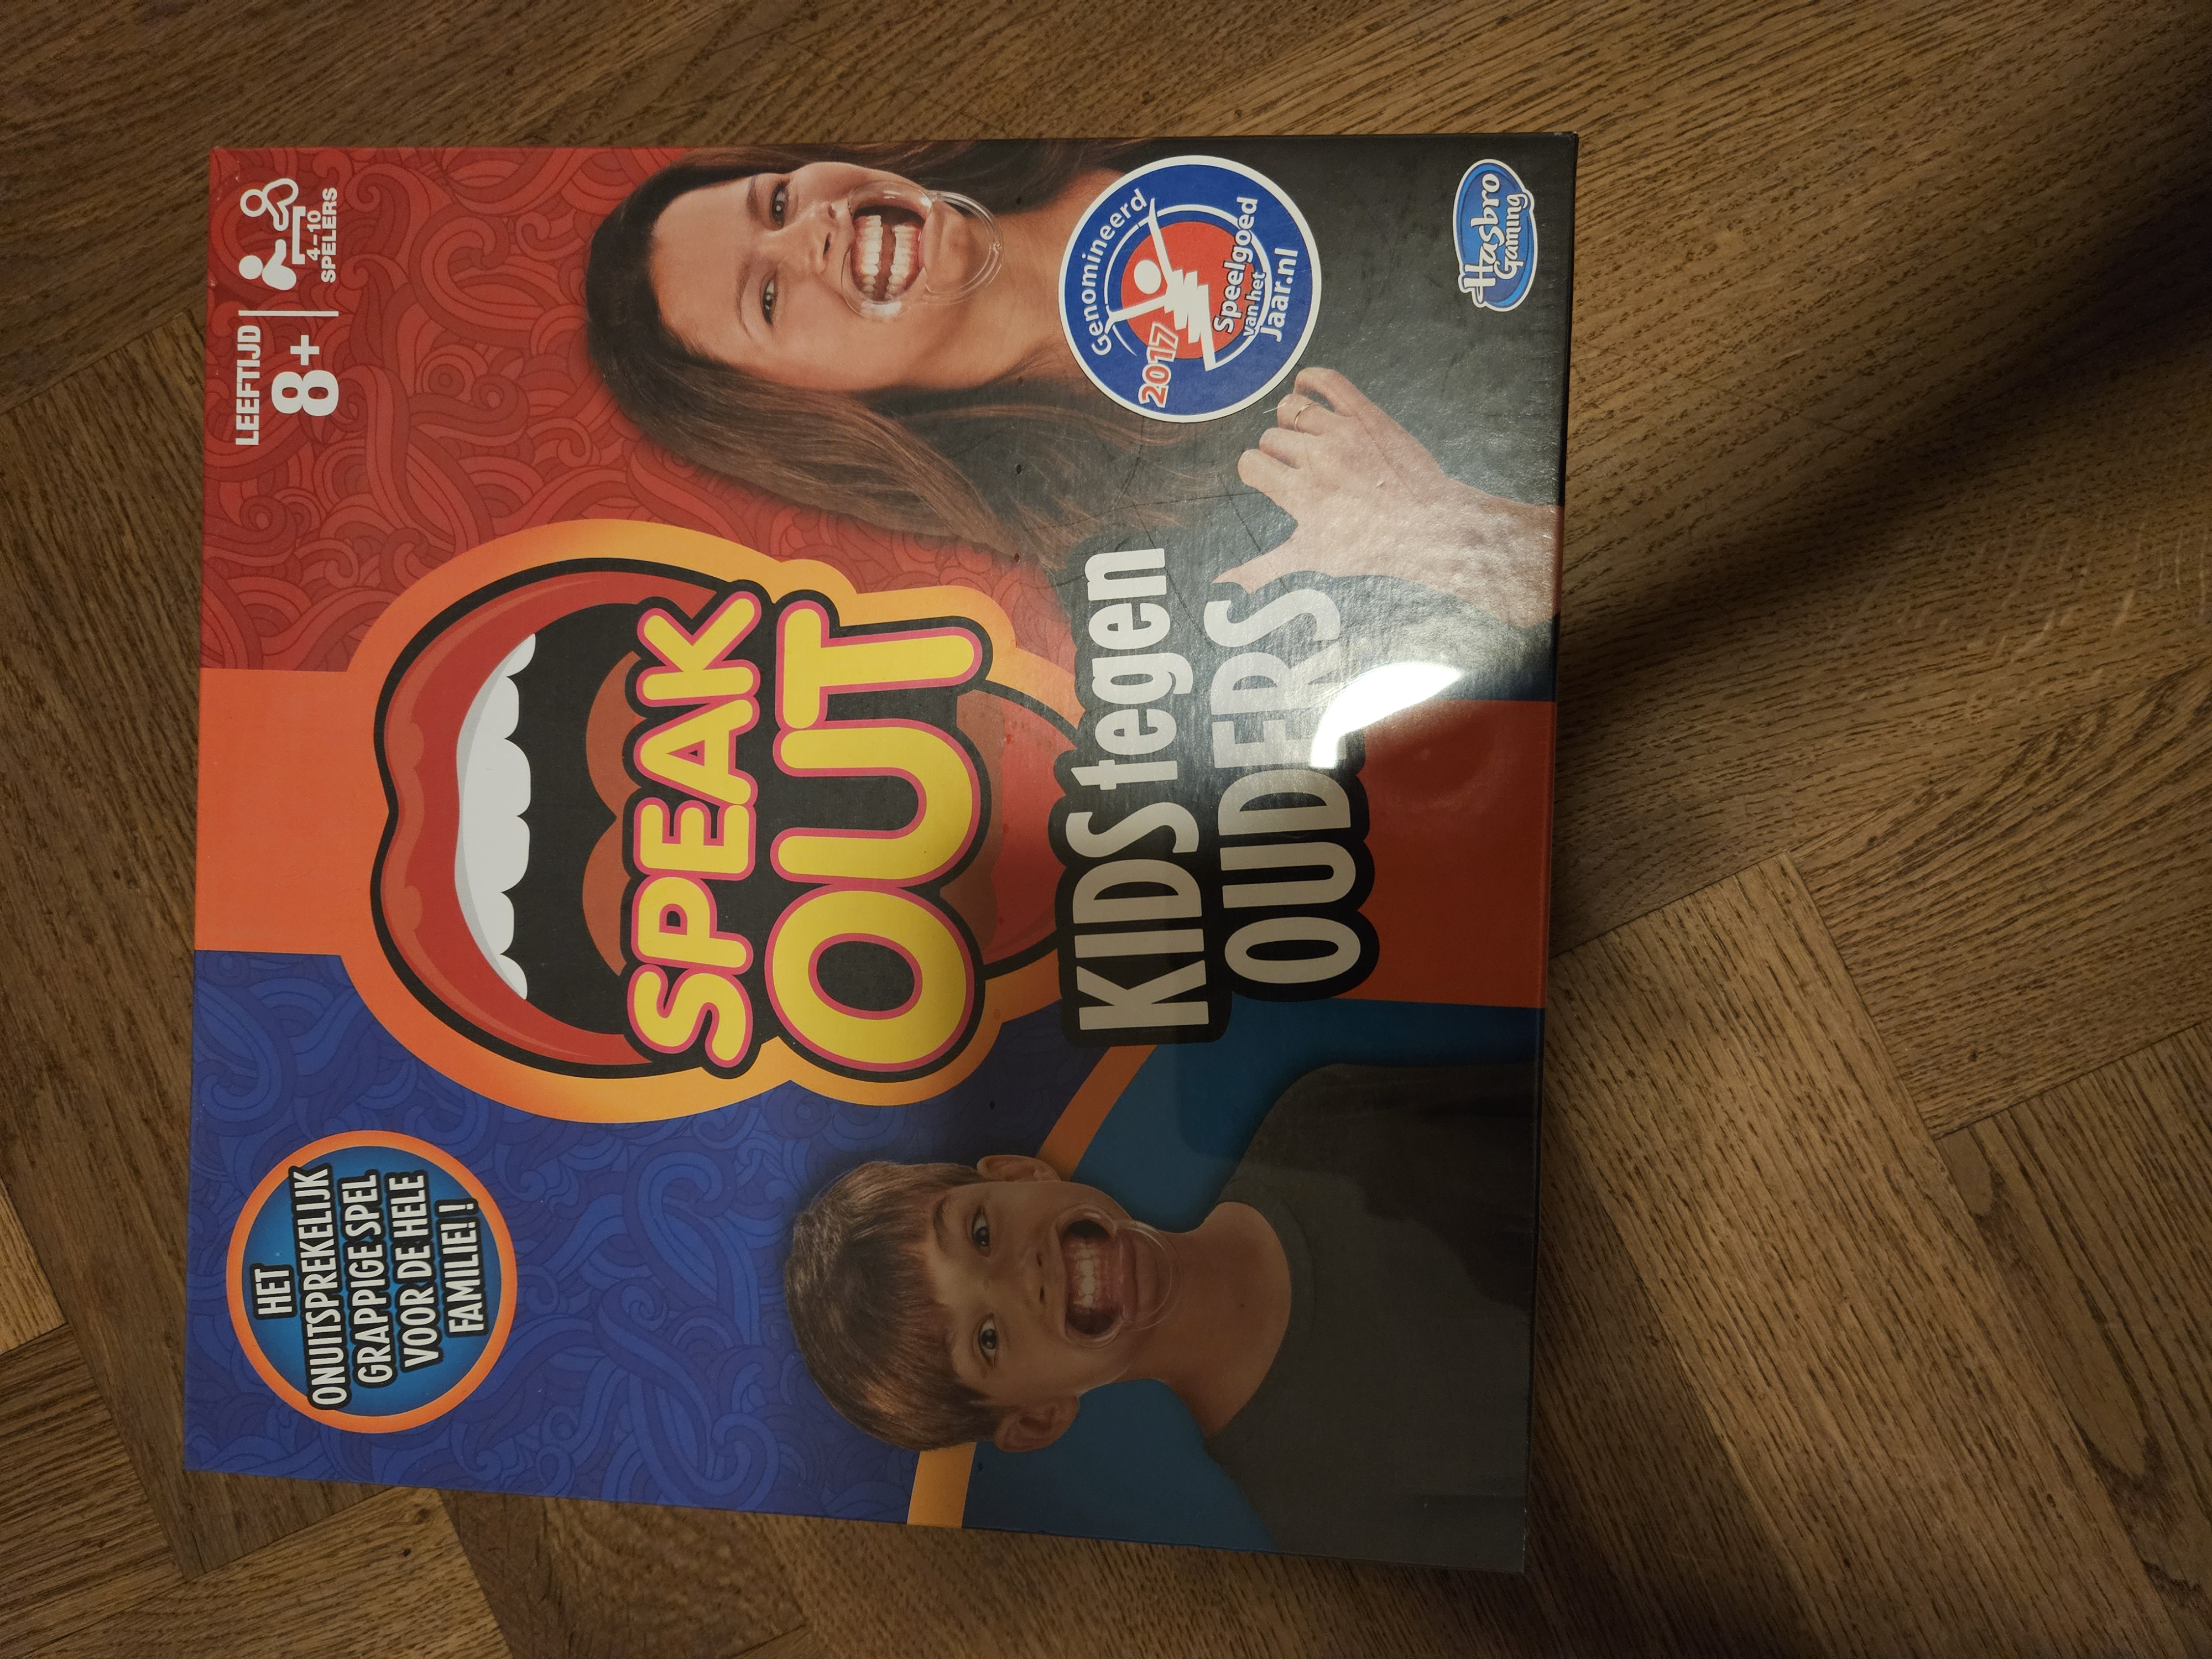 HET
ONUITSPREKELIJK
GRAPPIGE SPEL
VOOR DE HELE
FAMILIE!!
LEEFTIJD
8+
4-10
SPELERS
SPEAK
OUT
KIDS tegen
OUDERS
Genomineerd
2017
Speelgoed
van het
Jaar.nl
Hasbro
Gaming